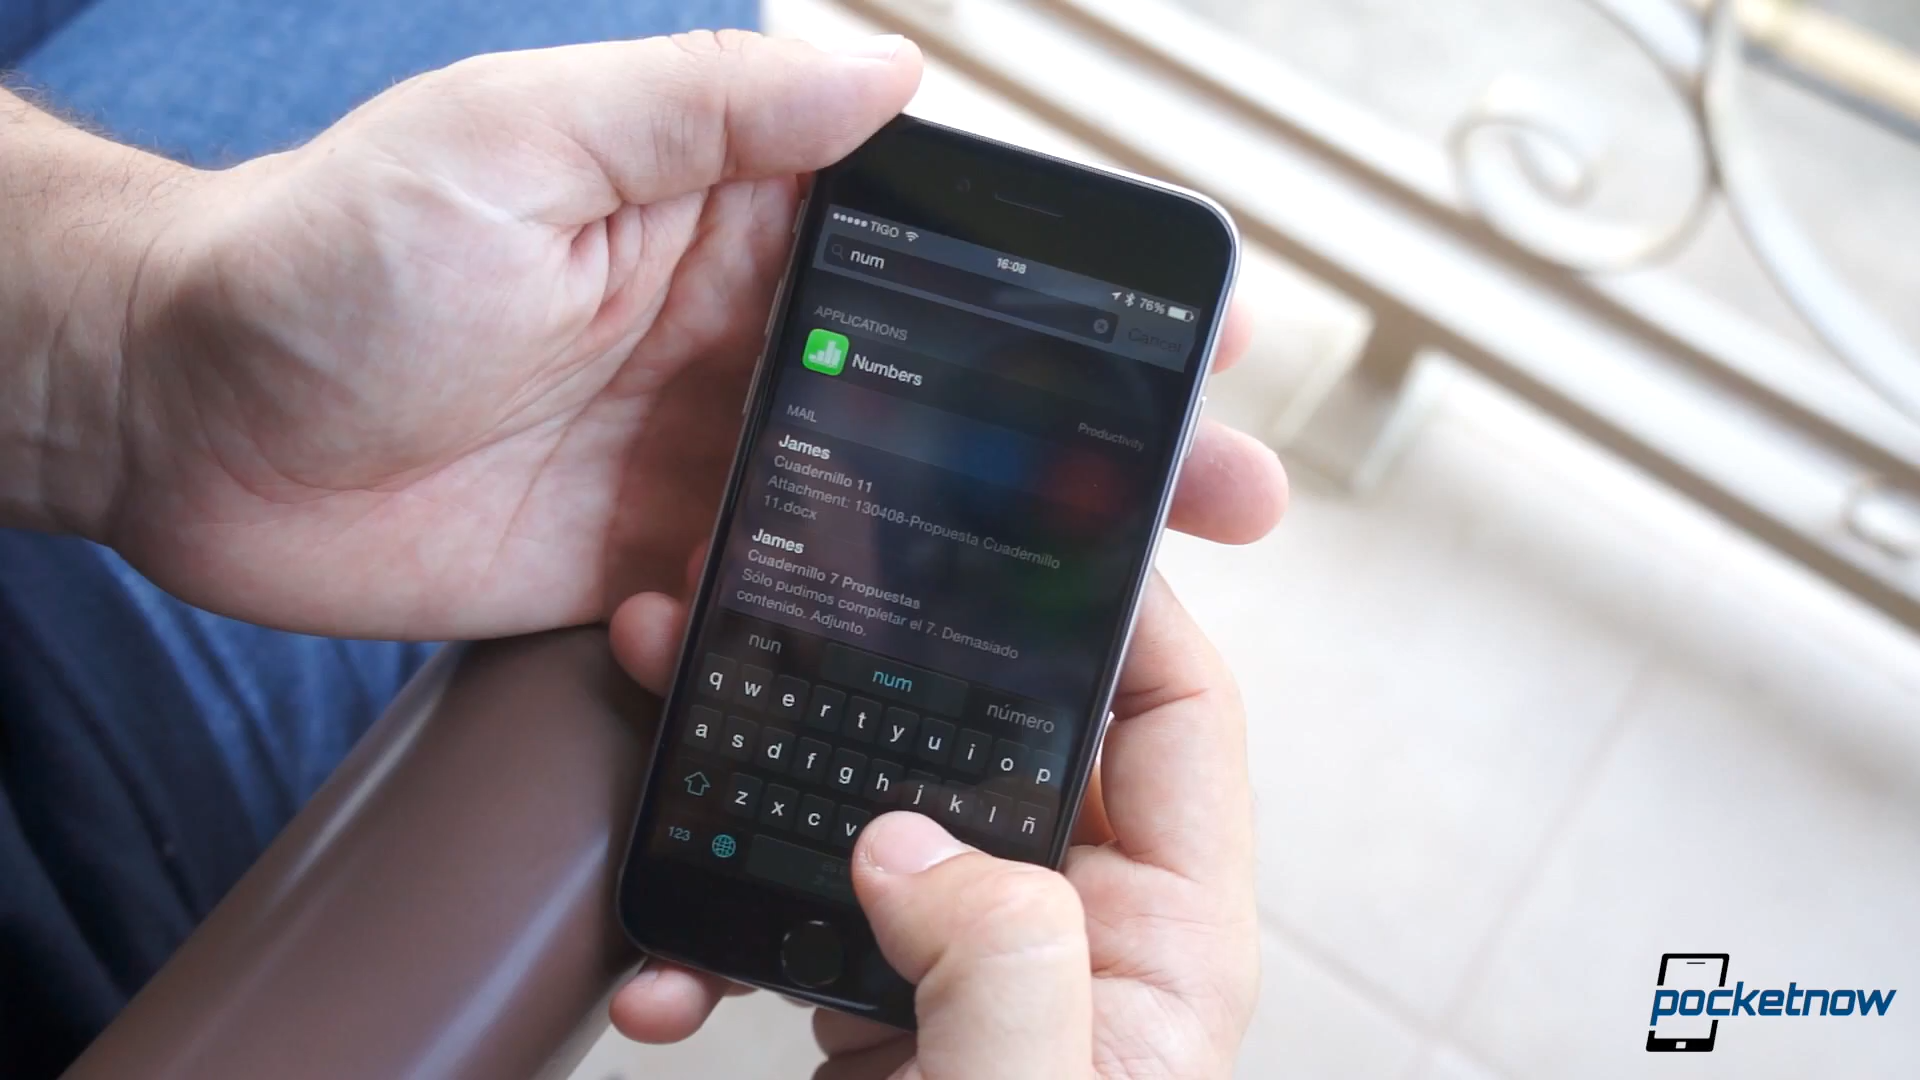 TIGO 16:08 76%
num
Cancel
APPLICATIONS
Numbers
Productivity
MAIL
James
Cuadernillo 11
Attachment: 130408-Propuesta Cuadernillo
11.docx
James
Cuadernillo 7 Propuestas
Sólo pudimos completar el 7. Demasiado
contenido. Adjunto.
nun num número
q w e r t y u i o p
a s d f g h j k l ñ
z x c v
123
pocketnow